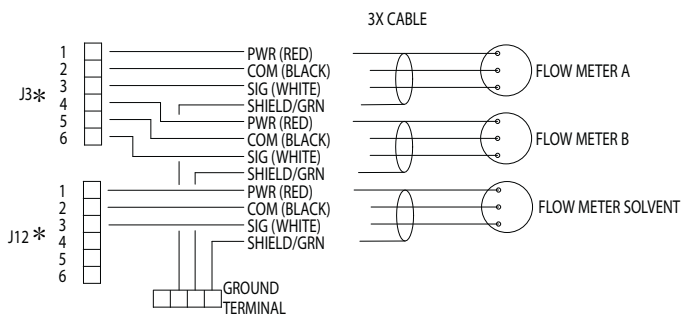 3X CABLE
J3*
1
2
3
4
5
6
PWR (RED)
COM (BLACK)
SIG (WHITE)
SHIELD/GRN
PWR (RED)
COM (BLACK)
SIG (WHITE)
SHIELD/GRN
FLOW METER A
FLOW METER B
J12*
1
2
3
4
5
6
PWR (RED)
COM (BLACK)
SIG (WHITE)
SHIELD/GRN
FLOW METER SOLVENT
GROUND
TERMINAL